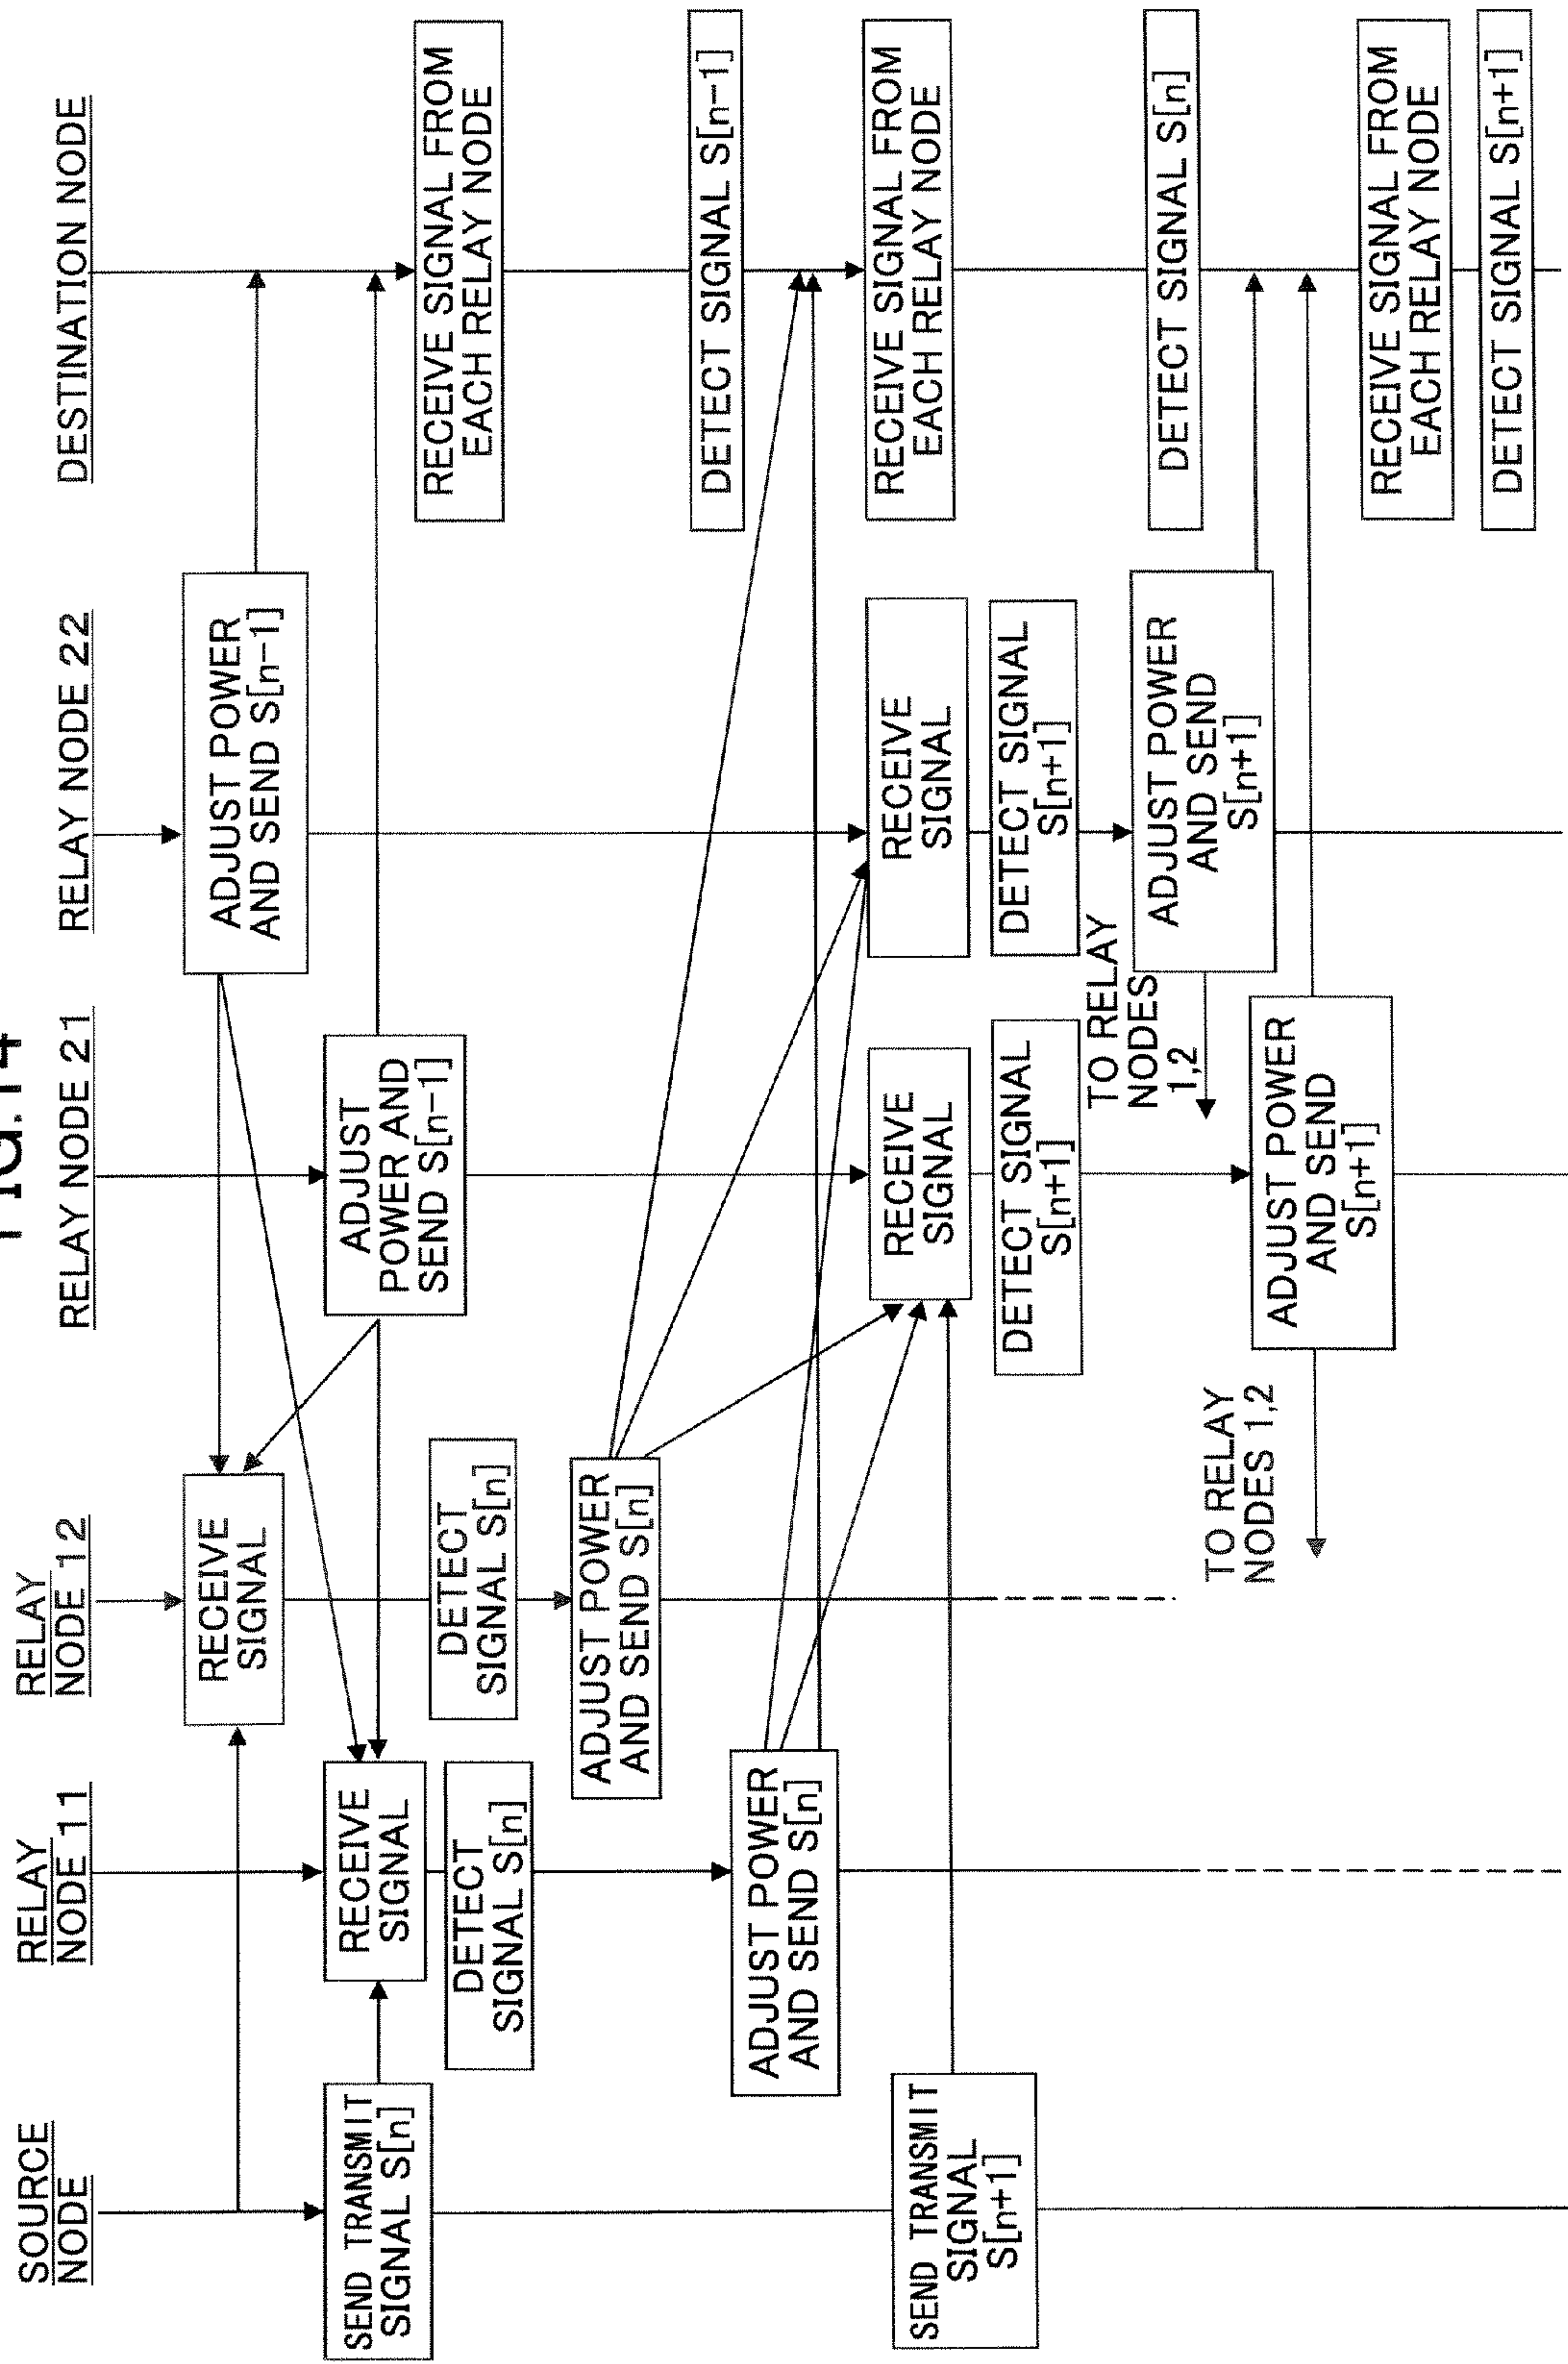 FIG.14
SOURCE
NODE
RELAY
NODE 11
RELAY
NODE 12
RELAY NODE 21
RELAY NODE 22
DESTINATION NODE
RECEIVE
SIGNAL
ADJUST POWER
AND SEND S[n-1]
SEND TRANSMIT
SIGNAL S[n]
RECEIVE
SIGNAL
ADJUST
POWER AND
SEND S[n-1]
RECEIVE SIGNAL FROM
EACH RELAY NODE
DETECT
SIGNAL S[n]
DETECT
SIGNAL S[n]
ADJUST POWER
AND SEND S[n]
DETECT SIGNAL S[n-1]
ADJUST POWER
AND SEND S[n]
RECEIVE
SIGNAL
RECEIVE
SIGNAL
RECEIVE SIGNAL FROM
EACH RELAY NODE
SEND TRANSMIT
SIGNAL
S[n+1]
DETECT SIGNAL
S[n+1]
DETECT SIGNAL
S[n+1]
TO RELAY
NODES
1,2
ADJUST POWER
AND SEND
S[n+1]
DETECT SIGNAL S[n]
TO RELAY
NODES 1,2
ADJUST POWER
AND SEND
S[n+1]
RECEIVE SIGNAL FROM
EACH RELAY NODE
DETECT SIGNAL S[n+1]